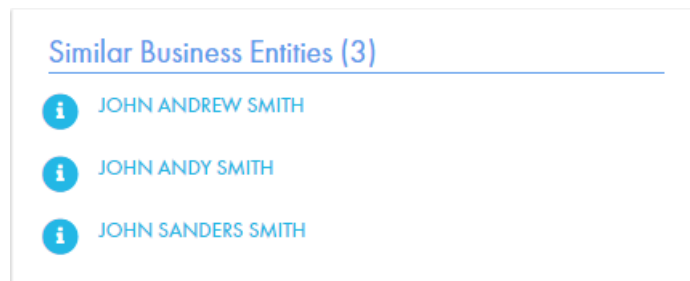 Similar Business Entities (3)
JOHN ANDREW SMITH
JOHN ANDY SMITH
JOHN SANDERS SMITH